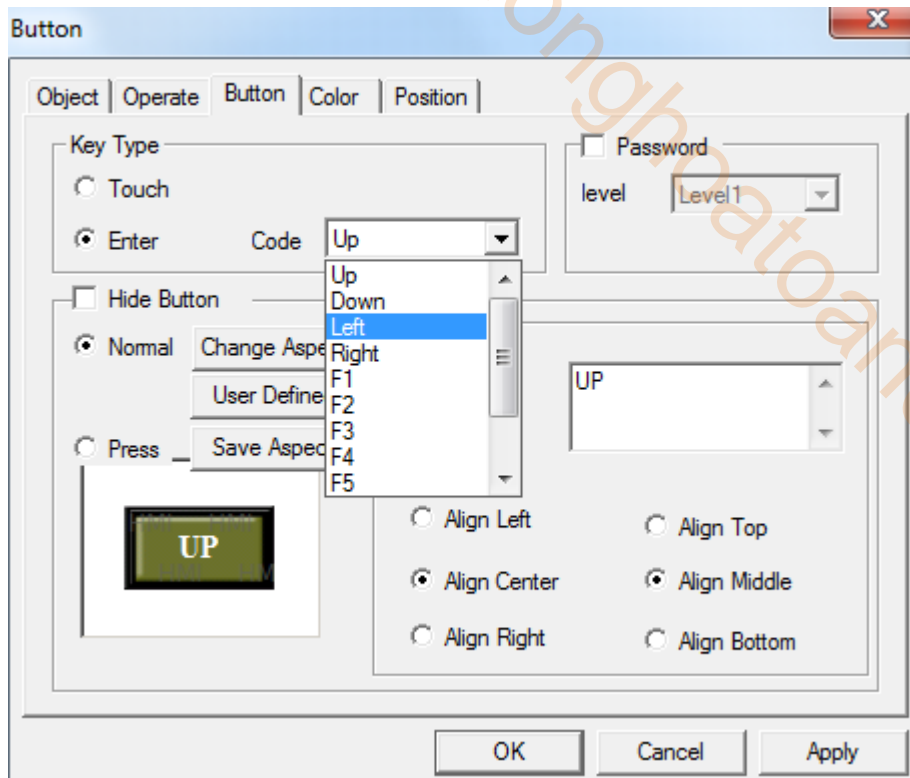 Button
Object Operate Button Color Position
Key Type
Password
Touch
level Level1
Enter Code Up
Up
Down
Left
Right
F1
F2
F3
F4
F5
Hide Button
Normal Change Aspe
User Define
Press Save Aspec
UP
UP
Align Left Align Top
Align Center Align Middle
Align Right Align Bottom
OK Cancel Apply
onghoatoan